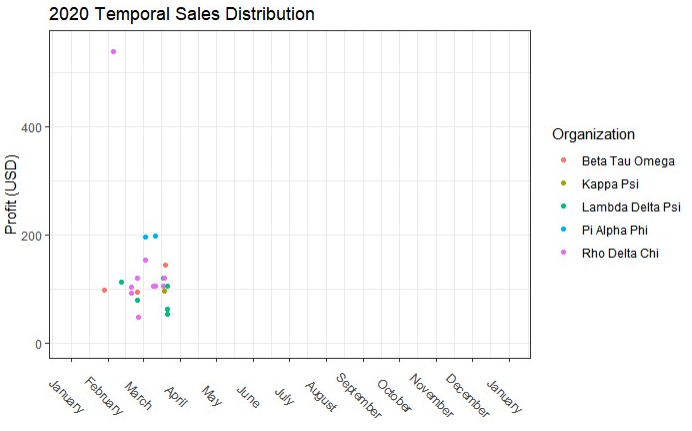 2020 Temporal Sales Distribution
Profit (USD)
400
200
0
January
February
March
April
May
June
July
August
September
October
November
December
January
Organization
Beta Tau Omega
Kappa Psi
Lambda Delta Psi
Pi Alpha Phi
Rho Delta Chi